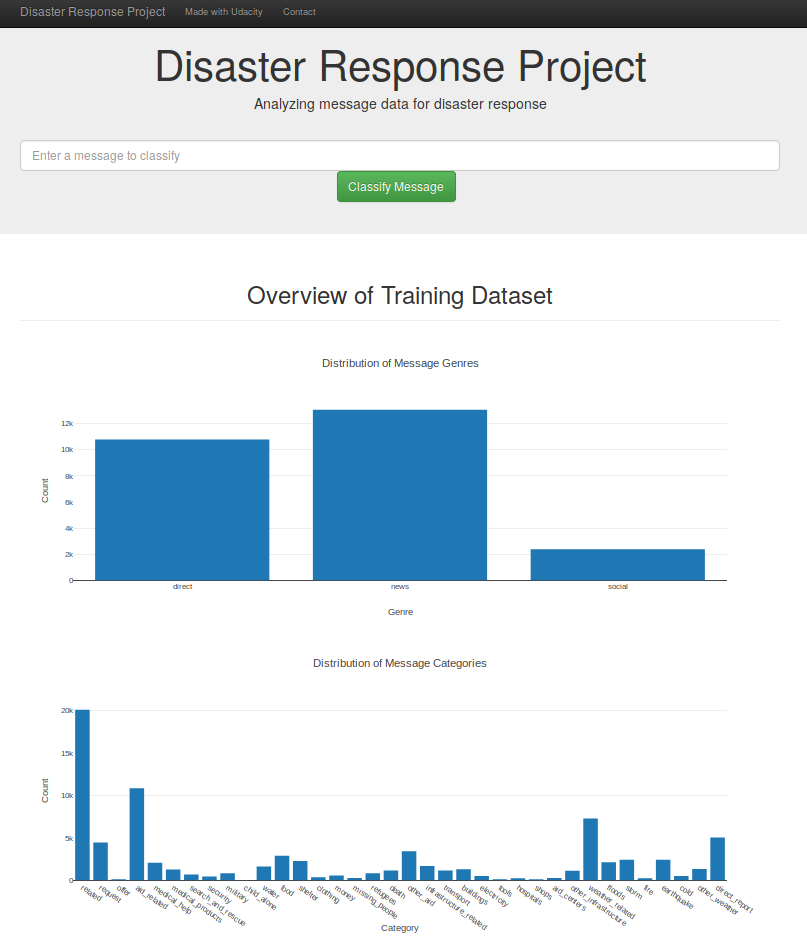 Disaster Response Project Made with Udacity Contact
Disaster Response Project
Analyzing message data for disaster response
Enter a message to classify
Classify Message
Overview of Training Dataset
Distribution of Message Genres
12k
10k
8k
6k
4k
2k
0
Count
direct news social
Genre
Distribution of Message Categories
20k
15k
10k
5k
0
Count
related
request
offer
aid_related
medical_help
medical_products
search_and_rescue
security
military
child_alone
water
food
shelter
clothing
money
missing_people
refugees
death
other_aid
infrastructure_related
transport
buildings
electricity
tools
hospitals
shops
aid_centers
other_infrastructure
weather_related
floods
storm
fire
earthquake
cold
other_weather
direct_report
Category